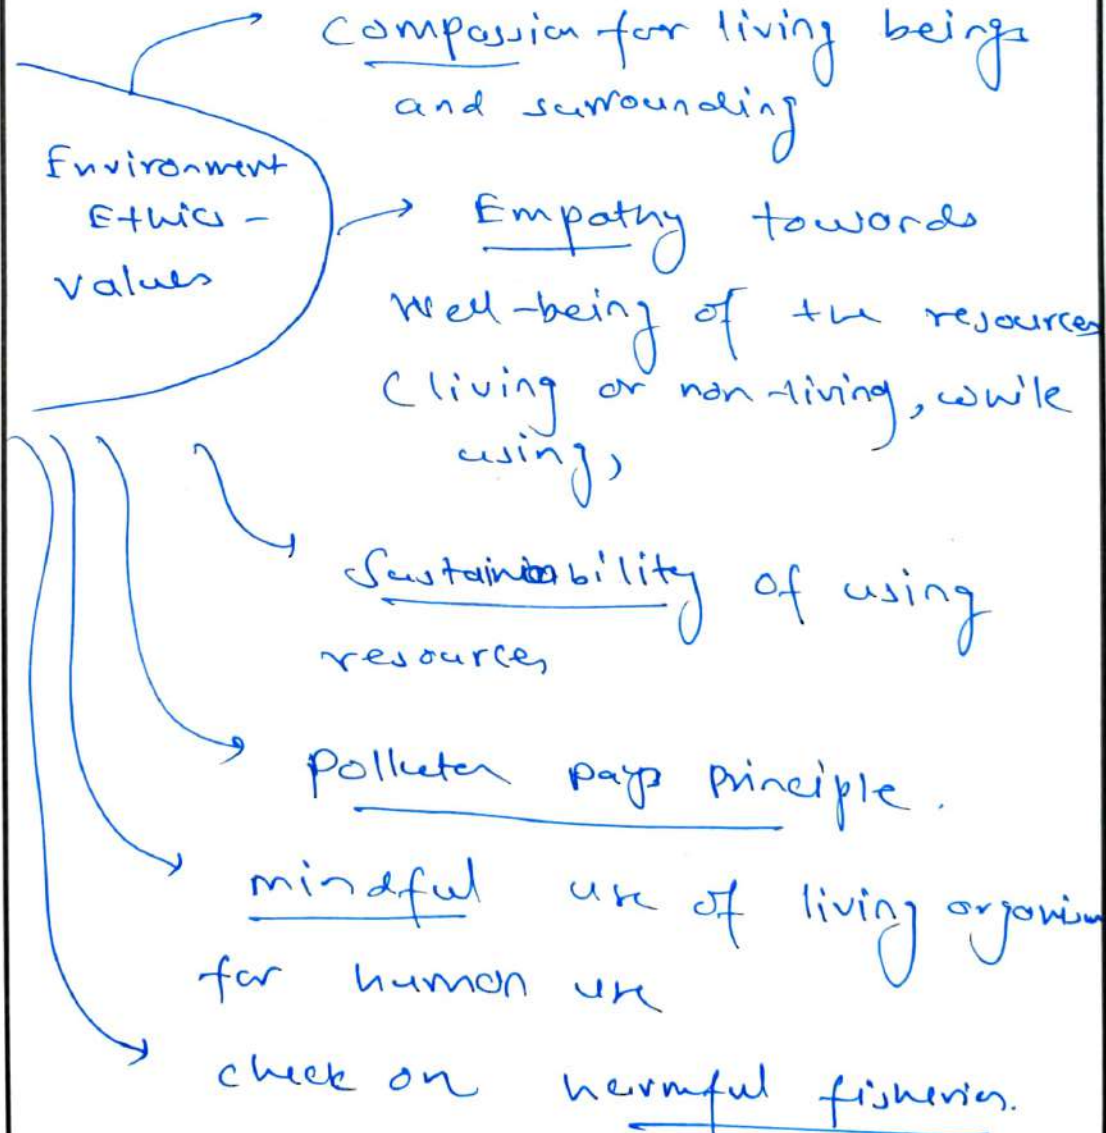 Compassion for living beings
and surrounding
Environment
Ethics -
values
Empathy towards
well-being of the resources
(living or non-living, while
using)
Sustainability of using
resources
Polluter pays principle.
mindful use of living organism
for human use
check on harmful fisheries.